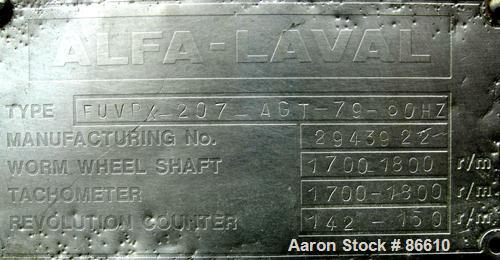 ALFA-LAVAL
TYPE FUVPX-207-AGT-79-60HZ
MANUFACTURING No. 2943922
WORM WHEEL SHAFT 1700-1800 r/m
TACHOMETER 1700-1800 r/m
REVOLUTION COUNTER 142-150 r/m
Aaron Stock # 86610